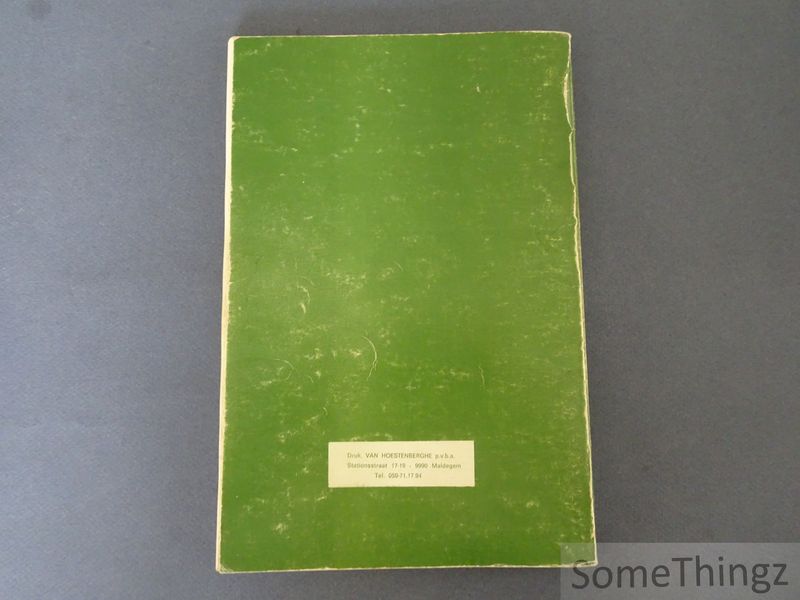 Druk. VAN HOESTENBERGHE p.v.b.a.
Stationsstraat 17-19 - 9990 Maldegem
Tel. 050-71.17.84
SomeThingz